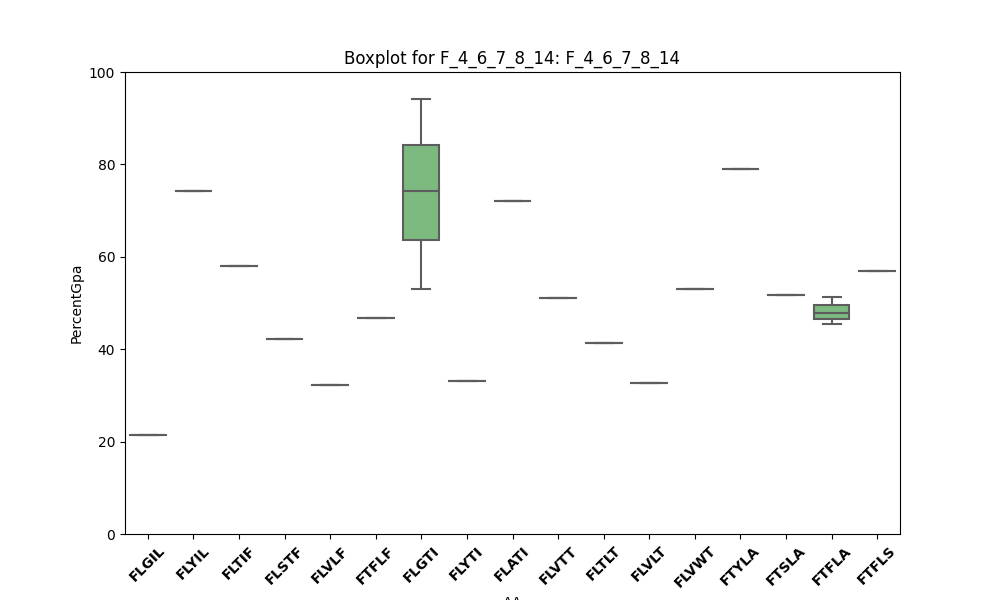 Boxplot for F_4_6_7_8_14: F_4_6_7_8_14
100
80
60
40
20
0
PercentGpa
FLGIL
FLYIL
FLTIF
FLSTF
FLVLF
FTFLF
FLGTI
FLYTI
FLATI
FLVTT
FLTLT
FLVLT
FLVWT
FTYLA
FTSLA
FTFLA
FTFLS